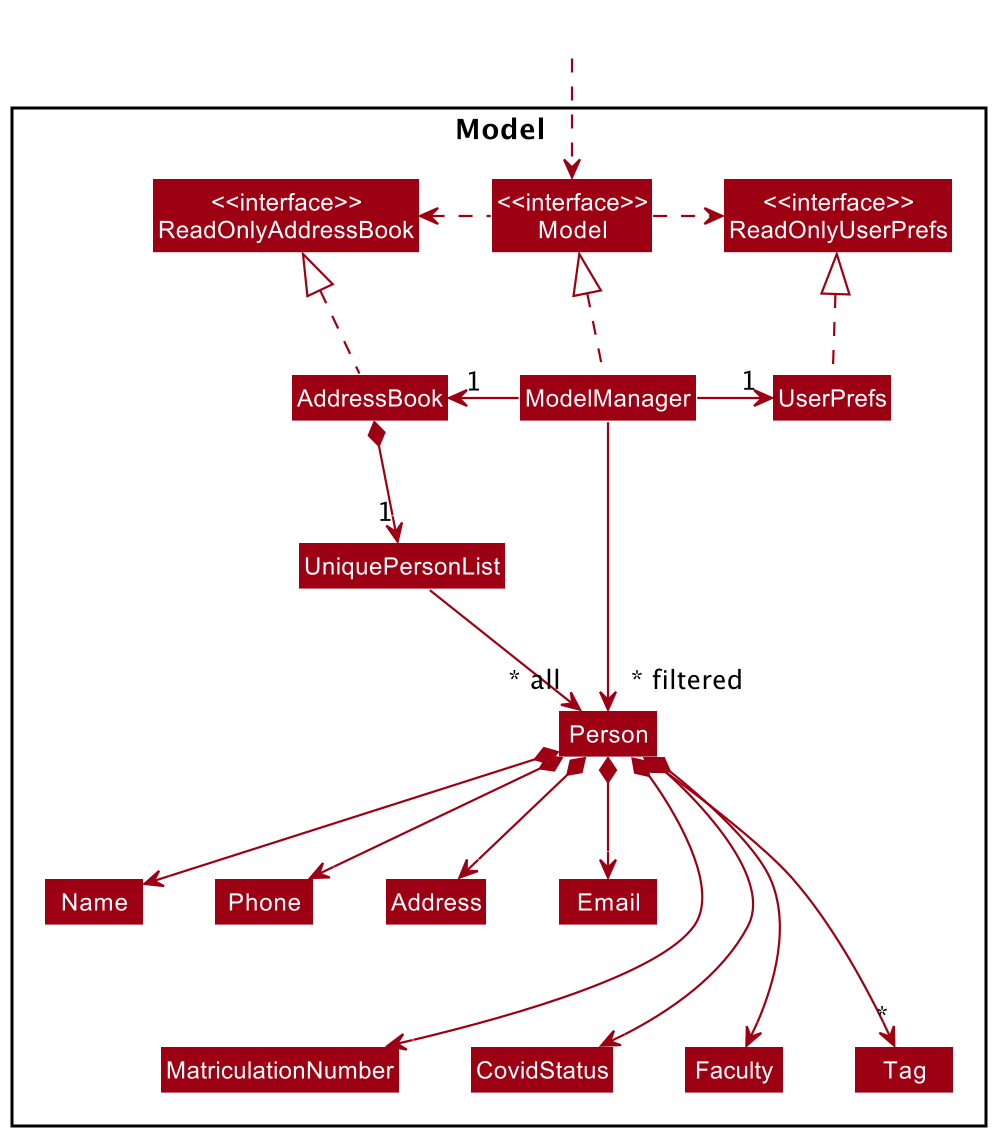 Model
<<interface>>
ReadOnlyAddressBook
<<interface>>
Model
<<interface>>
ReadOnlyUserPrefs
AddressBook
1
ModelManager
1
UserPrefs
1
UniquePersonList
* all
* filtered
Person
Name
Phone
Address
Email
*
MatriculationNumber
CovidStatus
Faculty
Tag